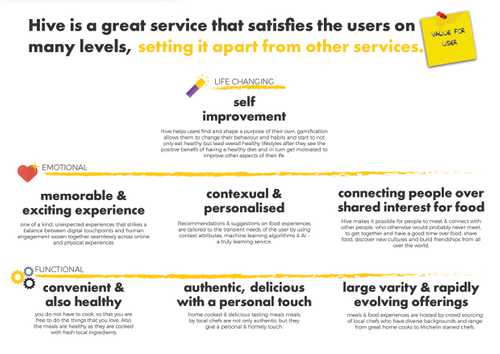 Hive is a great service that satisfies the users on
many levels, setting it apart from other services.
VALUE FOR
USER
LIFE CHANGING
self
improvement
Hive helps users find and shape a purpose of their own, gamification
allows them to change their behaviour and habits and start to not
only eat healthy but lead overall healthy lifestyles after they see the
positive benefit of having a healthy diet and in turn get motivated to
improve other aspects of their life.
EMOTIONAL
memorable &
exciting experience
one of a kind, unexpected experiences that strikes a
balance between digital touchpoints and human
engagement woven together seamlessly across online
and physical experiences
contexual &
personalised
Recommendations & suggestions on food experiences
are tailored to the transient needs of the user by using
context attributes, machine learning algorithms & AI -
a truly learning service.
connecting people over
shared interest for food
Hive makes it possible for people to meet & connect with
other people, who otherwise would probably never meet,
to get together and have a good time over food, share
food, discover new cultures and build friendships from all
over the world.
FUNCTIONAL
convenient &
also healthy
you do not have to cook, so that you are
free to do the things that you love. Also
the meals are healthy as they are cooked
with fresh local ingredients.
authentic, delicious
with a personal touch
home cooked & delicious tasting meals meals
by local chefs are not only authentic but they
give a personal & homely touch.
large varity & rapidly
evolving offerings
meals & food experiences are hosted by crowd sourcing
of local chefs who have diverse backgrounds and range
from great home cooks to Michelin starred chefs.